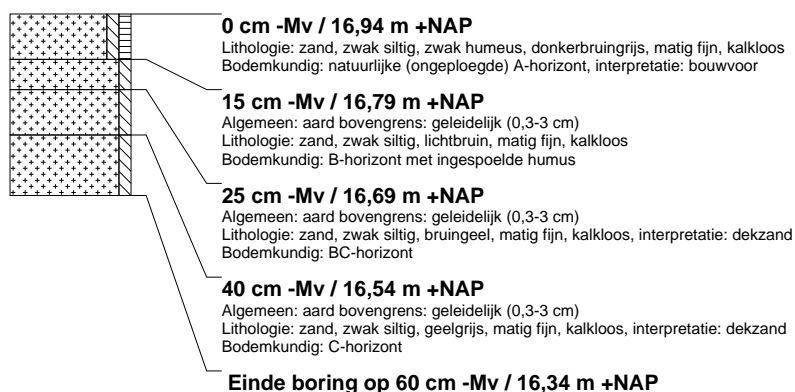 0 cm -Mv / 16,94 m +NAP
Lithologie: zand, zwak siltig, zwak humeus, donkerbruingrijs, matig fijn, kalkloos
Bodemkundig: natuurlijke (ongeploegde) A-horizont, interpretatie: bouwvoor
15 cm -Mv / 16,79 m +NAP
Algemeen: aard bovengrens: geleidelijk (0,3-3 cm)
Lithologie: zand, zwak siltig, lichtbruin, matig fijn, kalkloos
Bodemkundig: B-horizont met ingespoelde humus
25 cm -Mv / 16,69 m +NAP
Algemeen: aard bovengrens: geleidelijk (0,3-3 cm)
Lithologie: zand, zwak siltig, bruingeel, matig fijn, kalkloos, interpretatie: dekzand
Bodemkundig: BC-horizont
40 cm -Mv / 16,54 m +NAP
Algemeen: aard bovengrens: geleidelijk (0,3-3 cm)
Lithologie: zand, zwak siltig, geelgrijs, matig fijn, kalkloos, interpretatie: dekzand
Bodemkundig: C-horizont
Einde boring op 60 cm -Mv / 16,34 m +NAP